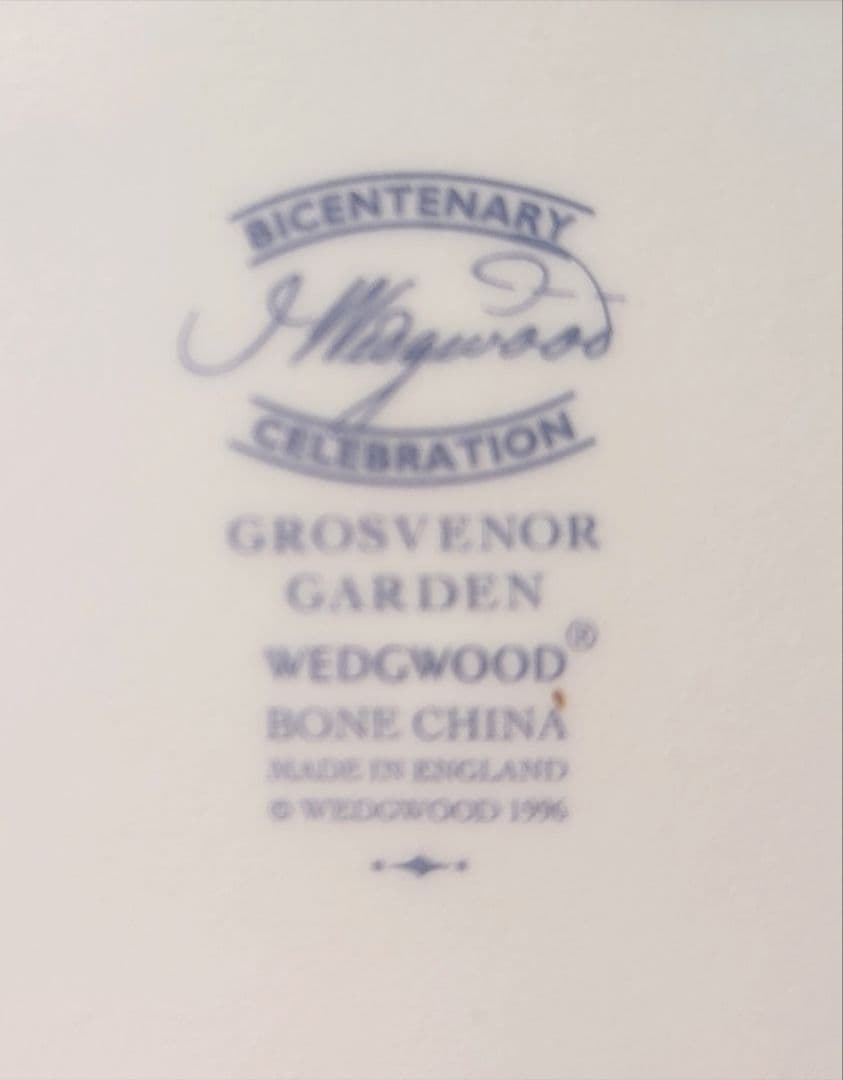 BICENTENARY
J Wedgwood
CELEBRATION
GROSVENOR
GARDEN
WEDGWOOD®
BONE CHINA
MADE IN ENGLAND
© WEDGWOOD 1996